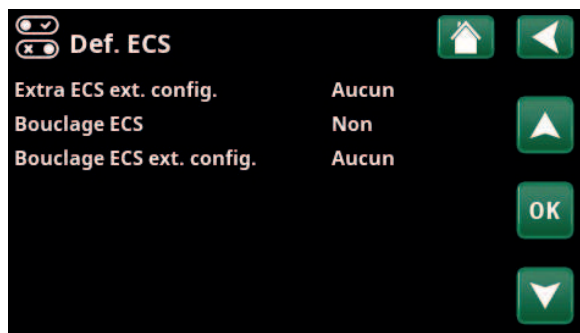 Def. ECS
Extra ECS ext. config. Aucun
Bouclage ECS Non
Bouclage ECS ext. config. Aucun
OK